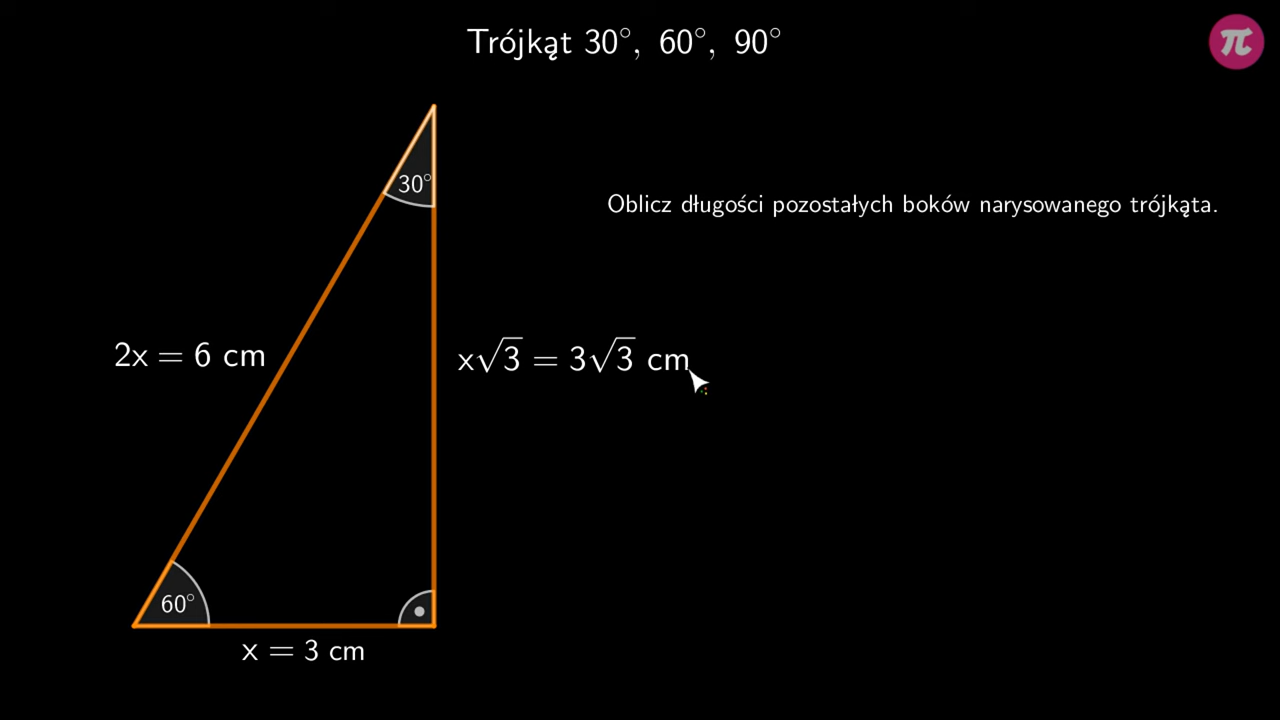 Trójkąt 30°, 60°, 90°
π
30°
Oblicz długości pozostałych boków narysowanego trójkąta.
2x = 6 cm
x√3 = 3√3 cm
60°
x = 3 cm